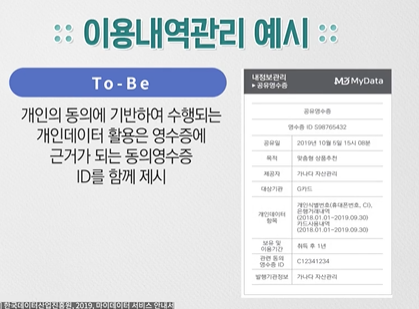 :: 이용내역관리 예시 ::
To-Be
개인의 동의에 기반하여 수행되는
개인데이터 활용은 영수증에
근거가 되는 동의영수증
ID를 함께 제시
내정보관리
▸공유영수증
MyData
공유영수증
영수증 ID 598765432
공유일 2019년 10월 5일 15시 08분
목적 맞춤형 상품추천
제공자 가나다 자산관리
대상기관 G카드
개인데이터 항목 개인식별번호(휴대폰번호, CI),
은행거래내역
(2018.01.01~2019.09.30)
카드사용내역
(2018.01.01~2019.09.30)
보유 및 이용기간 취득 후 1년
관련 동의 영수증 ID C12341234
발행기관정보 가나다 자산관리
한국데이터산업진흥원, 2019, 마이데이터 서비스 안내서